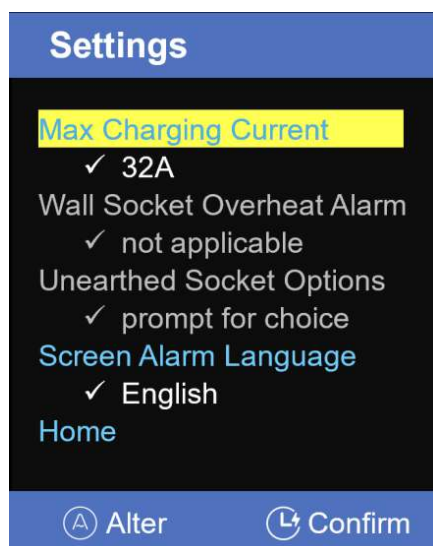 Settings
Max Charging Current
✓ 32A
Wall Socket Overheat Alarm
✓ not applicable
Unearthed Socket Options
✓ prompt for choice
Screen Alarm Language
✓ English
Home
A Alter Confirm